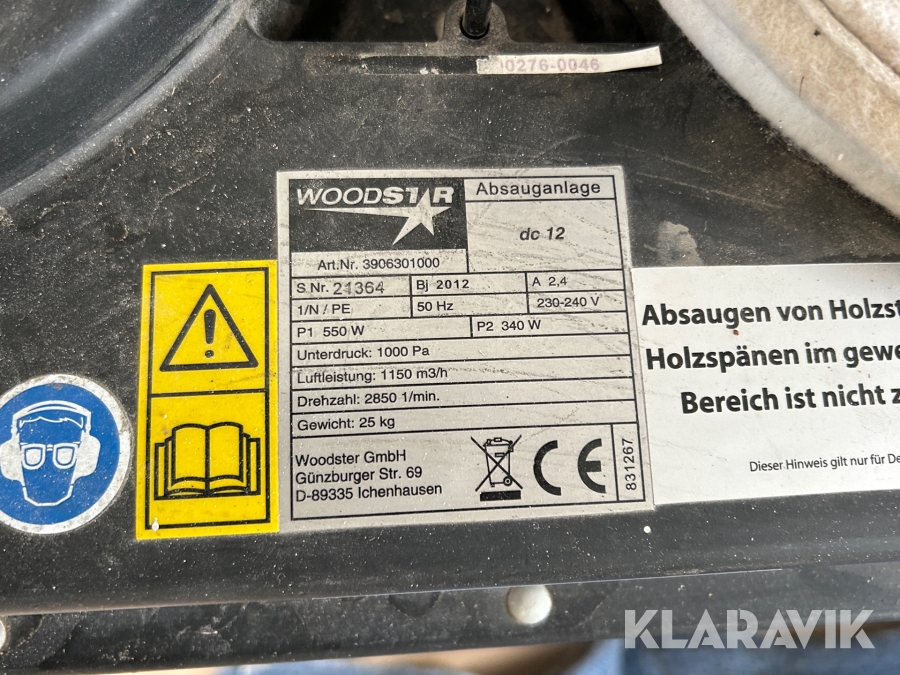 0276-0046
WOODSTAR
Absauganlage
dc 12
Art.Nr. 3906301000
S.Nr. 21364
Bj 2012
A 2,4
1/N / PE
50 Hz
230-240 V
P1 550 W
P2 340 W
Unterdruck: 1000 Pa
Luftleistung: 1150 m3/h
Drehzahl: 2850 1/min.
Gewicht: 25 kg
Woodster GmbH
Günzburger Str. 69
D-89335 Ichenhausen
CE
831267
Absaugen von Holzst
Holzspänen im gewe
Bereich ist nicht z
Dieser Hinweis gilt nur für De
KLARAVIK